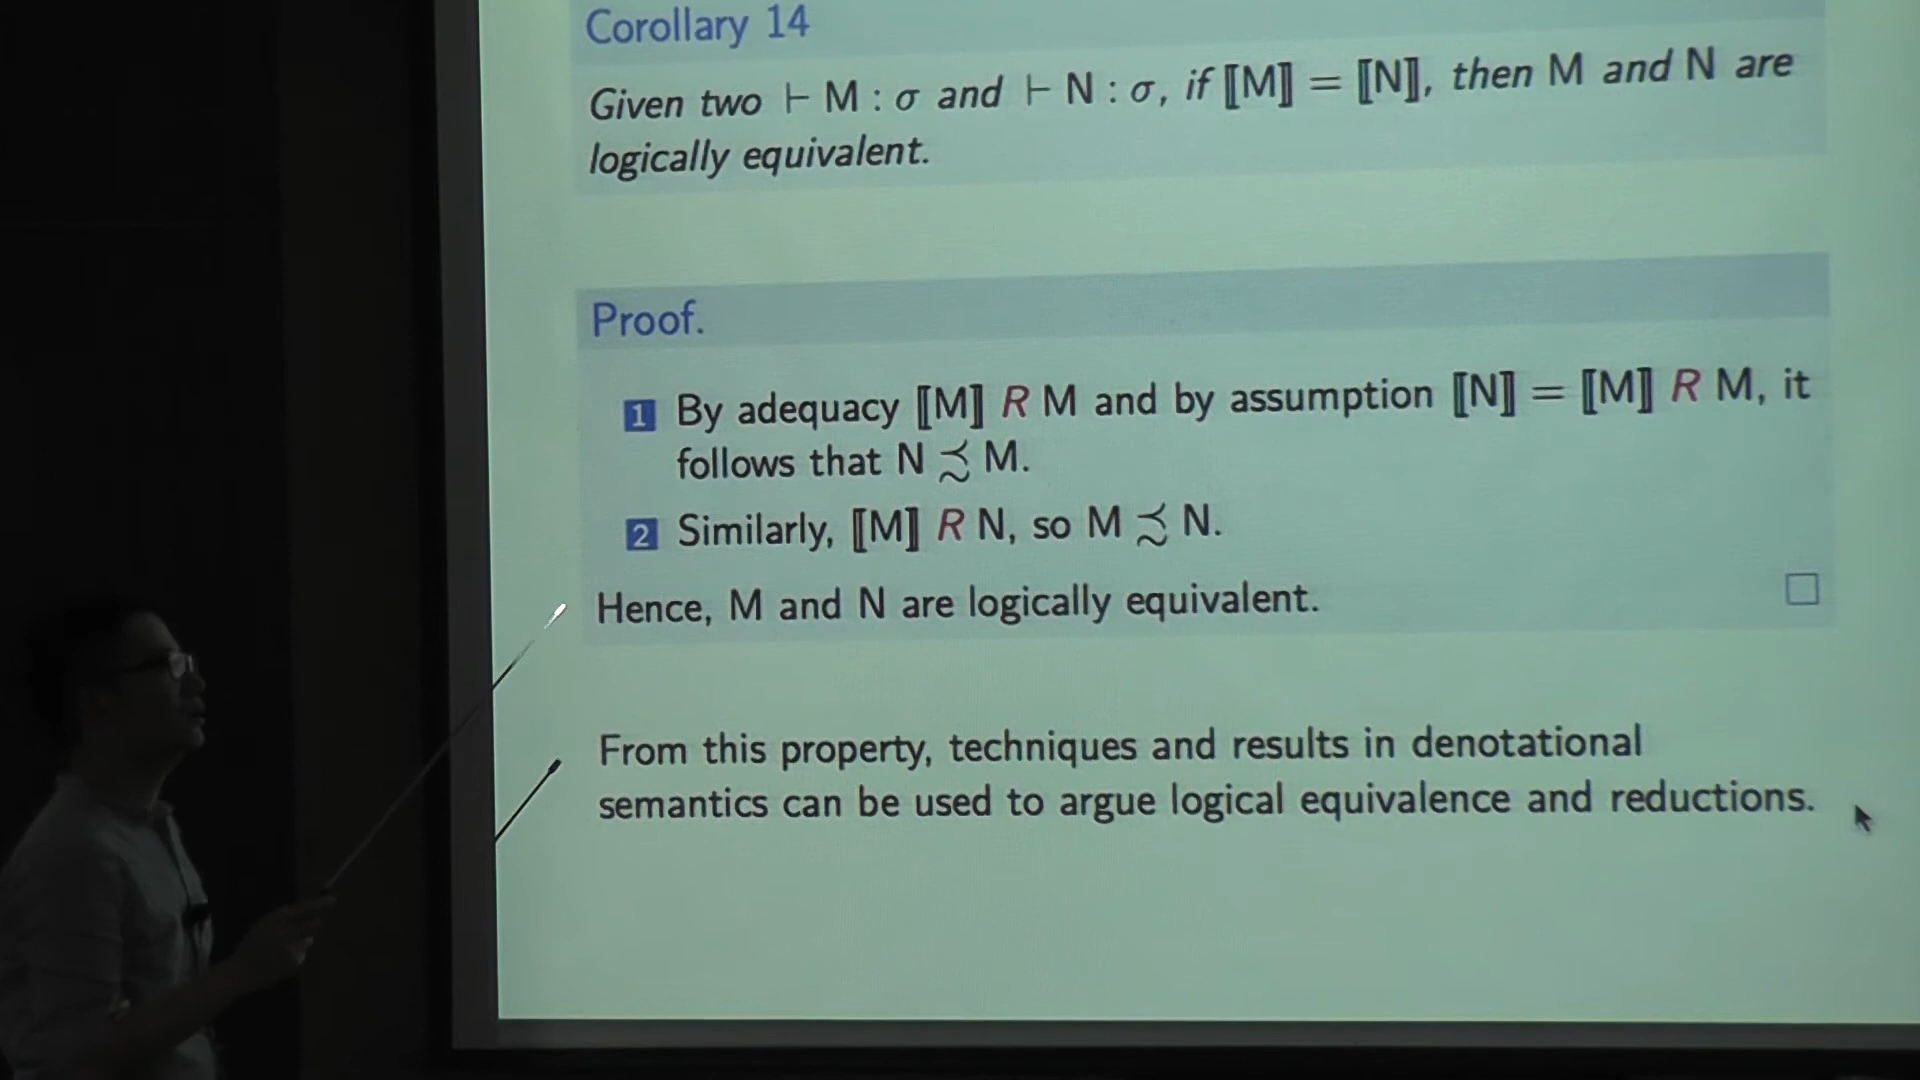 Corollary 14
Given two ⊢ M : σ and ⊢ N : σ, if ⟦M⟧ = ⟦N⟧, then M and N are
logically equivalent.
Proof.
1 By adequacy ⟦M⟧ R M and by assumption ⟦N⟧ = ⟦M⟧ R M, it
follows that N ≾ M.
2 Similarly, ⟦M⟧ R N, so M ≾ N.
Hence, M and N are logically equivalent. □
From this property, techniques and results in denotational
semantics can be used to argue logical equivalence and reductions.